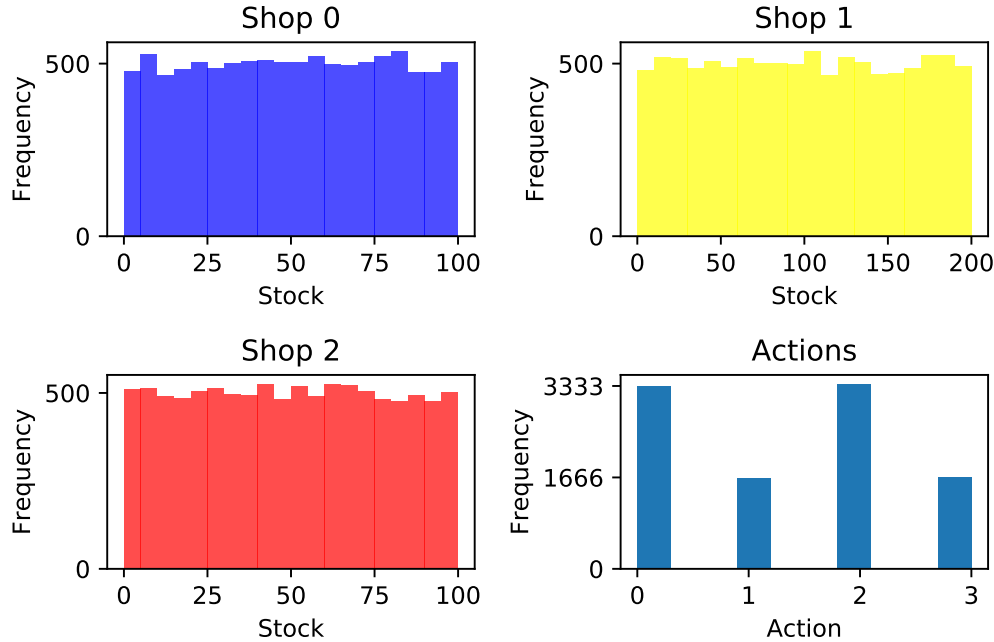 Shop 0
500
0
Frequency
0 25 50 75 100
Stock
Shop 1
500
0
Frequency
0 50 100 150 200
Stock
Shop 2
500
0
Frequency
0 25 50 75 100
Stock
Actions
3333
1666
0
Frequency
0 1 2 3
Action